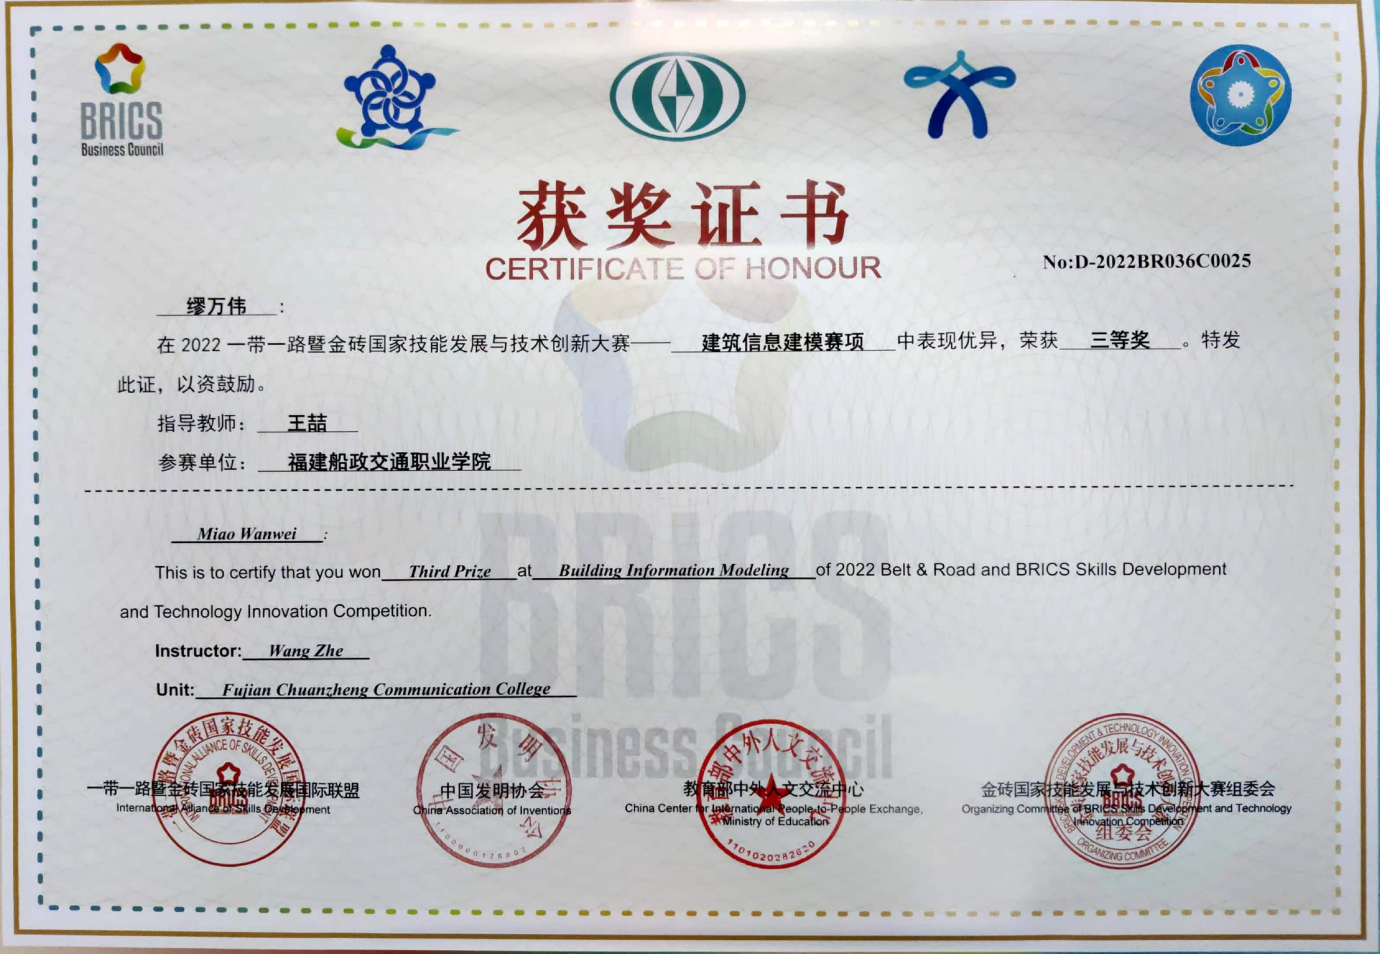 BRICS
Business Council
获奖证书
CERTIFICATE OF HONOUR
No:D-2022BR036C0025
缪万伟：
在 2022 一带一路暨金砖国家技能发展与技术创新大赛—— 建筑信息建模赛项 中表现优异，荣获 三等奖 。特发
此证，以资鼓励。
指导教师： 王喆
参赛单位： 福建船政交通职业学院
Miao Wanwei :
This is to certify that you won Third Prize at Building Information Modeling of 2022 Belt & Road and BRICS Skills Development
and Technology Innovation Competition.
Instructor: Wang Zhe
Unit: Fujian Chuanzheng Communication College
BRICS
Business Council
一带一路暨金砖国家技能发展国际联盟
International Alliance of Skills Development
中国发明协会
China Association of Inventions
教育部中外人文交流中心
China Center for International People-to-People Exchange,
Ministry of Education
1101020282620
金砖国家技能发展与技术创新大赛组委会
Organizing Committee of BRICS Skills Development and Technology
Innovation Competition
组委会
ORGANIZING COMMITTEE